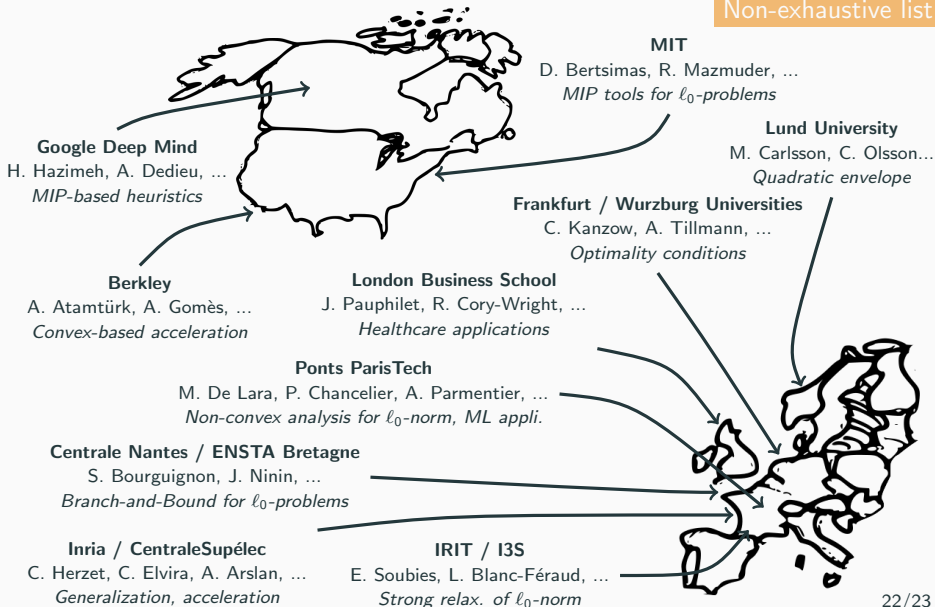 Non-exhaustive list
MIT
D. Bertsimas, R. Mazmuder, ...
MIP tools for ℓ₀-problems
Google Deep Mind
H. Hazimeh, A. Dedieu, ...
MIP-based heuristics
Lund University
M. Carlsson, C. Olsson...
Quadratic envelope
Frankfurt / Wurzburg Universities
C. Kanzow, A. Tillmann, ...
Optimality conditions
Berkley
A. Atamtürk, A. Gomès, ...
Convex-based acceleration
London Business School
J. Pauphilet, R. Cory-Wright, ...
Healthcare applications
Ponts ParisTech
M. De Lara, P. Chancelier, A. Parmentier, ...
Non-convex analysis for ℓ₀-norm, ML appli.
Centrale Nantes / ENSTA Bretagne
S. Bourguignon, J. Ninin, ...
Branch-and-Bound for ℓ₀-problems
Inria / CentraleSupélec
C. Herzet, C. Elvira, A. Arslan, ...
Generalization, acceleration
IRIT / I3S
E. Soubies, L. Blanc-Féraud, ...
Strong relax. of ℓ₀-norm
22/23